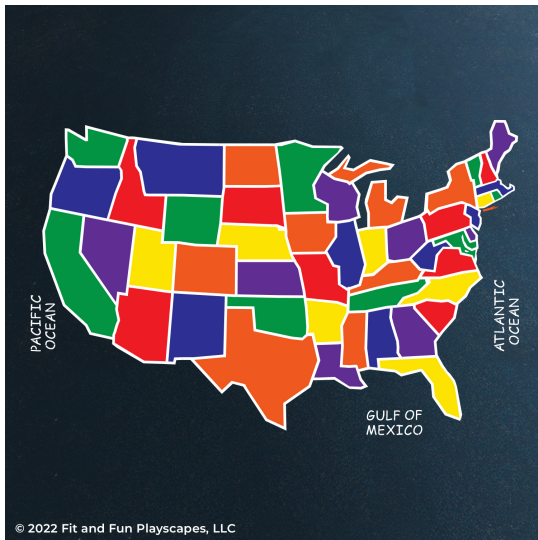 PACIFIC
OCEAN
ATLANTIC
OCEAN
GULF OF
MEXICO
© 2022 Fit and Fun Playscapes, LLC